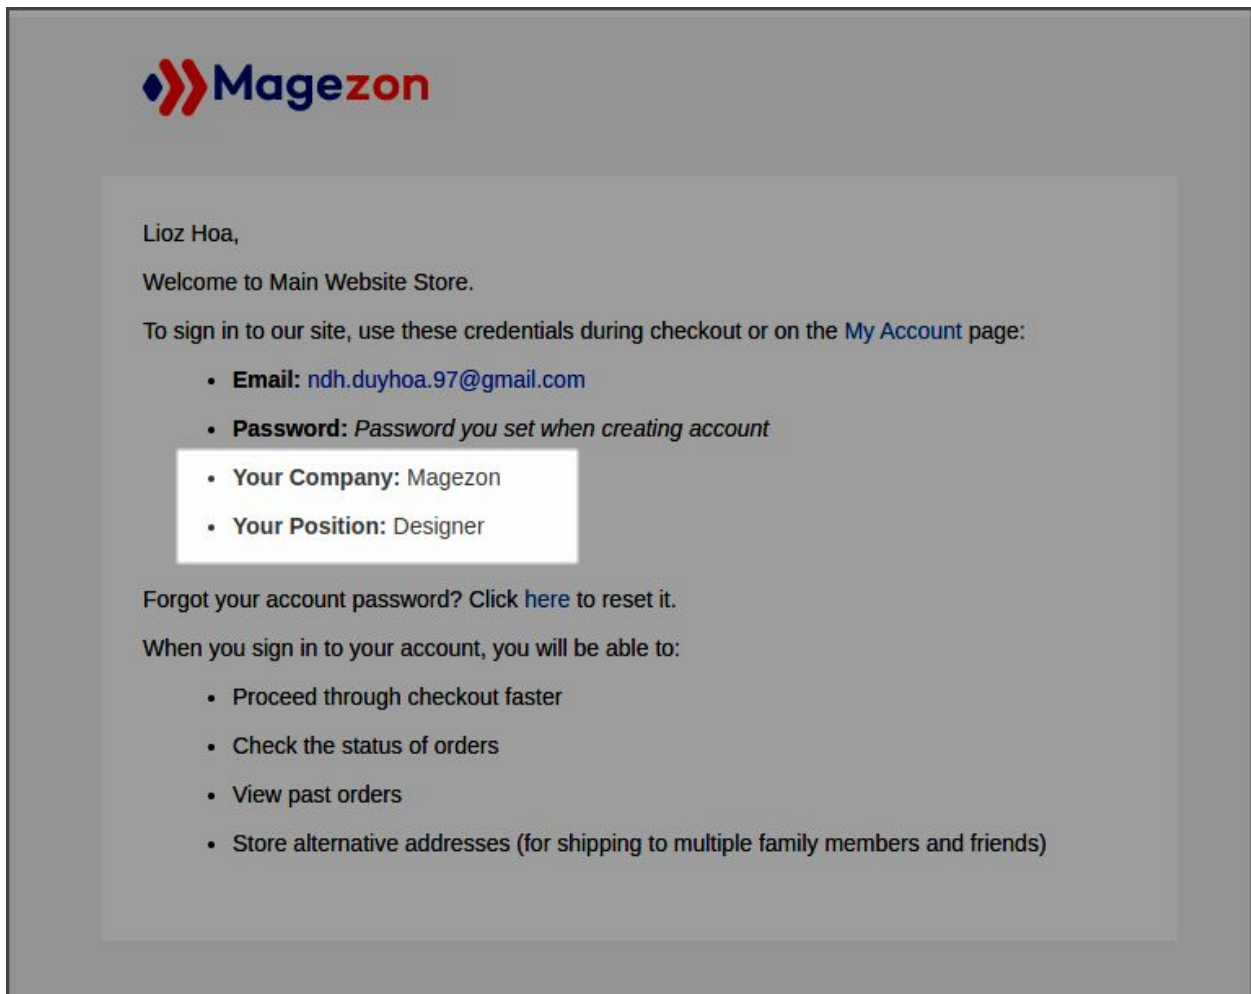 Magezon
Lioz Hoa,
Welcome to Main Website Store.
To sign in to our site, use these credentials during checkout or on the My Account page:
• Email: ndh.duyhoa.97@gmail.com
• Password: Password you set when creating account
• Your Company: Magezon
• Your Position: Designer
Forgot your account password? Click here to reset it.
When you sign in to your account, you will be able to:
• Proceed through checkout faster
• Check the status of orders
• View past orders
• Store alternative addresses (for shipping to multiple family members and friends)